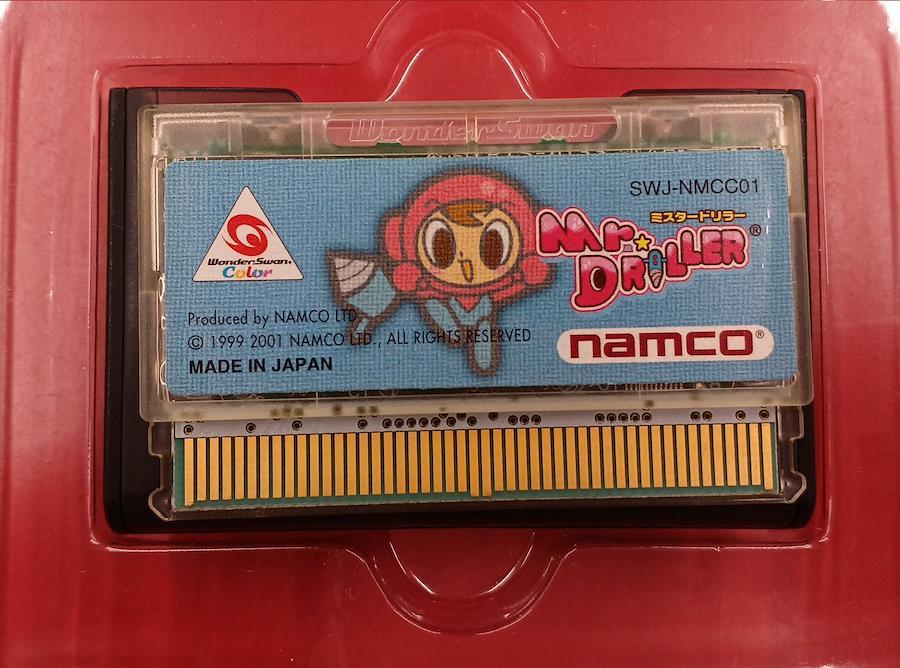 WonderSwan
SWJ-NMCC01
ミスタードリラー
Mr.
DRILLER®
WonderSwan®
Color
Produced by NAMCO LTD.
© 1999 2001 NAMCO LTD., ALL RIGHTS RESERVED
MADE IN JAPAN
namco®